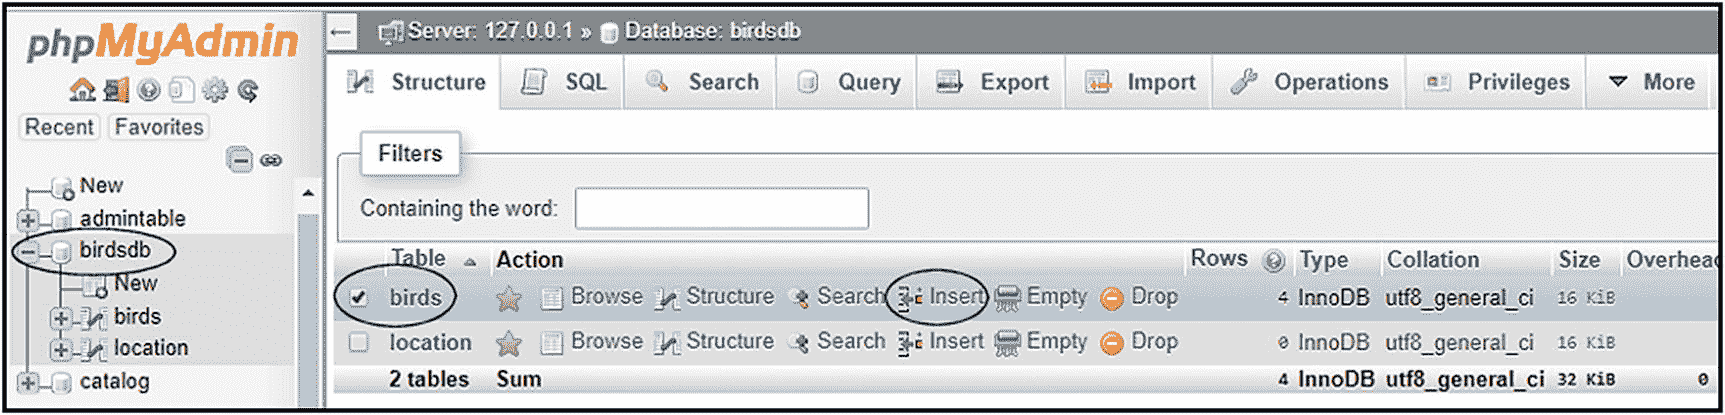 phpMyAdmin
Recent Favorites
New
admintable
birdsdb
New
birds
location
catalog
Server: 127.0.0.1 » Database: birdsdb
Structure SQL Search Query Export Import Operations Privileges More
Filters
Containing the word:
Table Action Rows Type Collation Size Overhead
birds Browse Structure Search Insert Empty Drop 4 InnoDB utf8_general_ci 16 KiB
location Browse Structure Search Insert Empty Drop 0 InnoDB utf8_general_ci 16 KiB
2 tables Sum 4 InnoDB utf8_general_ci 32 KiB 0